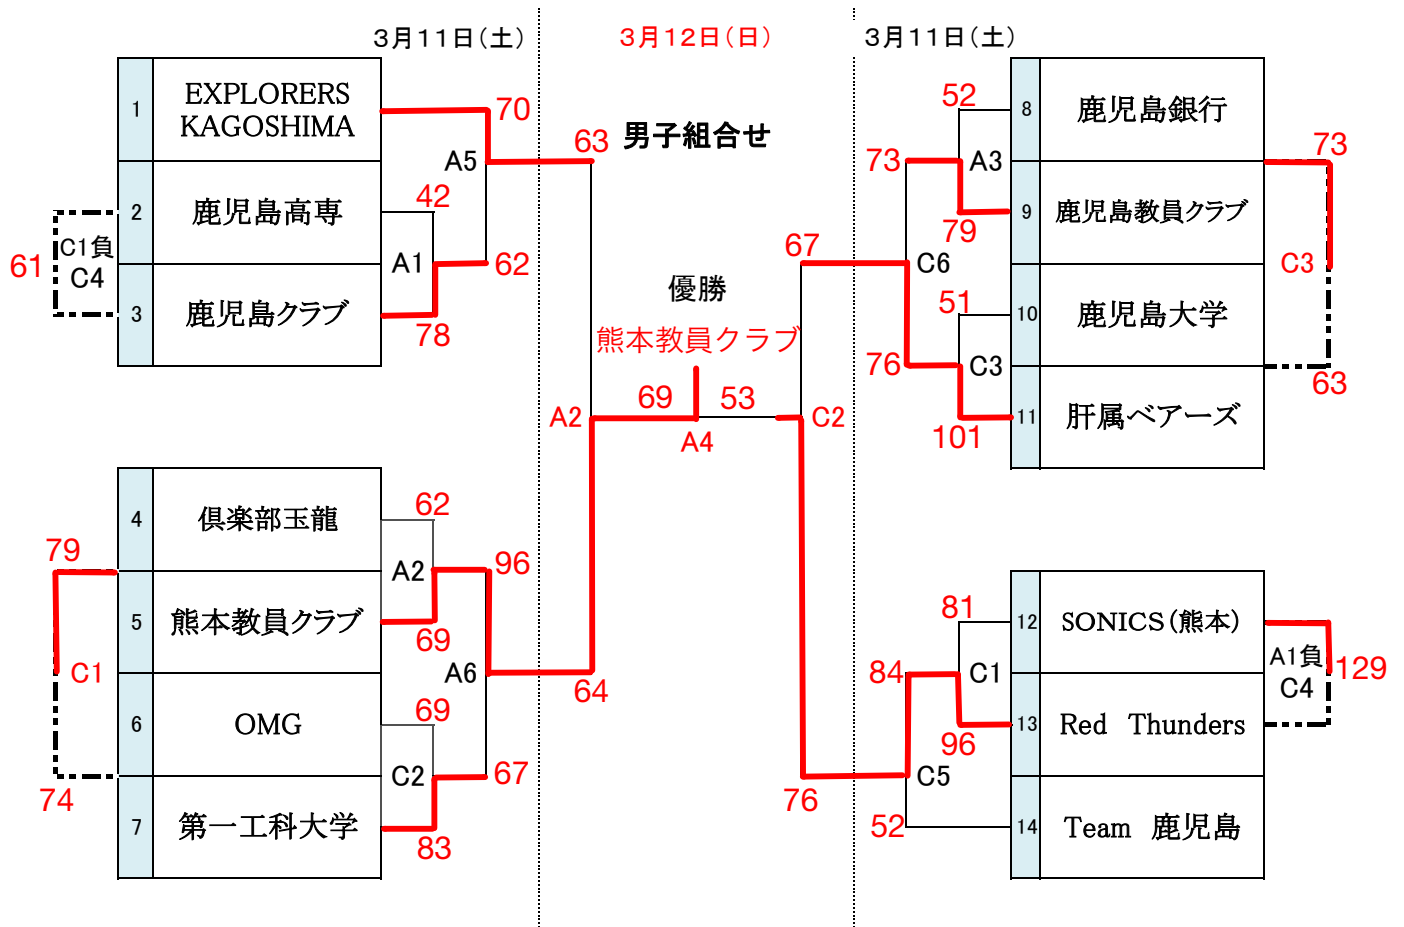 3月11日(土)
3月12日(日)
3月11日(土)
男子組合せ
1
EXPLORERS
KAGOSHIMA
70
63
A5
2
鹿児島高専
42
C1負
C4
61
A1
62
3
鹿児島クラブ
78
優勝
熊本教員クラブ
69
53
A2
A4
C2
52
8
鹿児島銀行
73
73
A3
9
鹿児島教員クラブ
79
67
C6
C3
51
10
鹿児島大学
76
C3
63
11
肝属ベアーズ
101
4
倶楽部玉龍
62
79
A2
96
5
熊本教員クラブ
69
C1
A6
64
6
OMG
69
C2
67
74
7
第一工科大学
83
81
12
SONICS(熊本)
A1負
C4
129
84
C1
13
Red Thunders
96
C5
76
52
14
Team 鹿児島